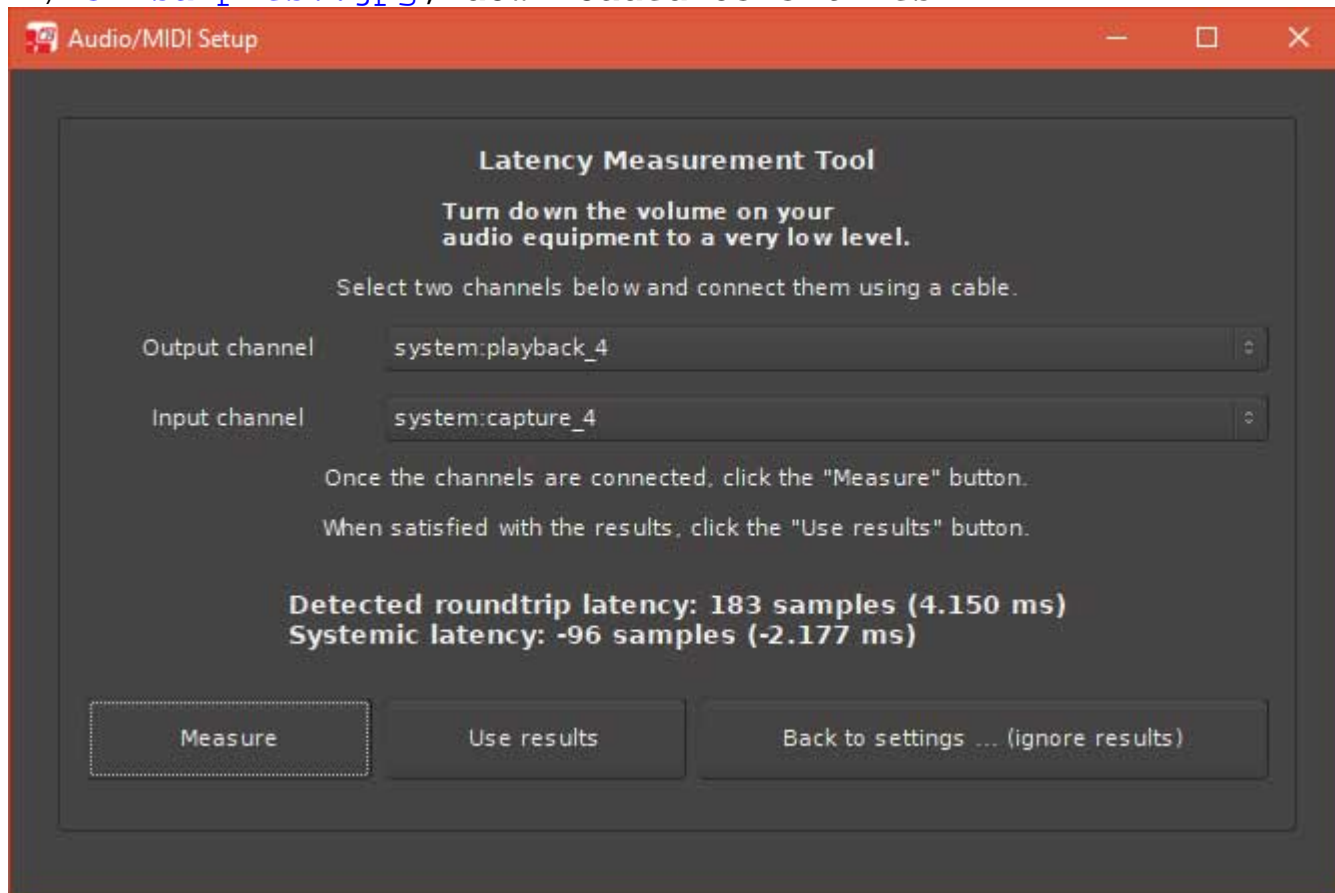 Audio/MIDI Setup
Latency Measurement Tool
Turn down the volume on your
audio equipment to a very low level.
Select two channels below and connect them using a cable.
Output channel system:playback_4
Input channel system:capture_4
Once the channels are connected, click the "Measure" button.
When satisfied with the results, click the "Use results" button.
Detected roundtrip latency: 183 samples (4.150 ms)
Systemic latency: -96 samples (-2.177 ms)
Measure Use results Back to settings ... (ignore results)